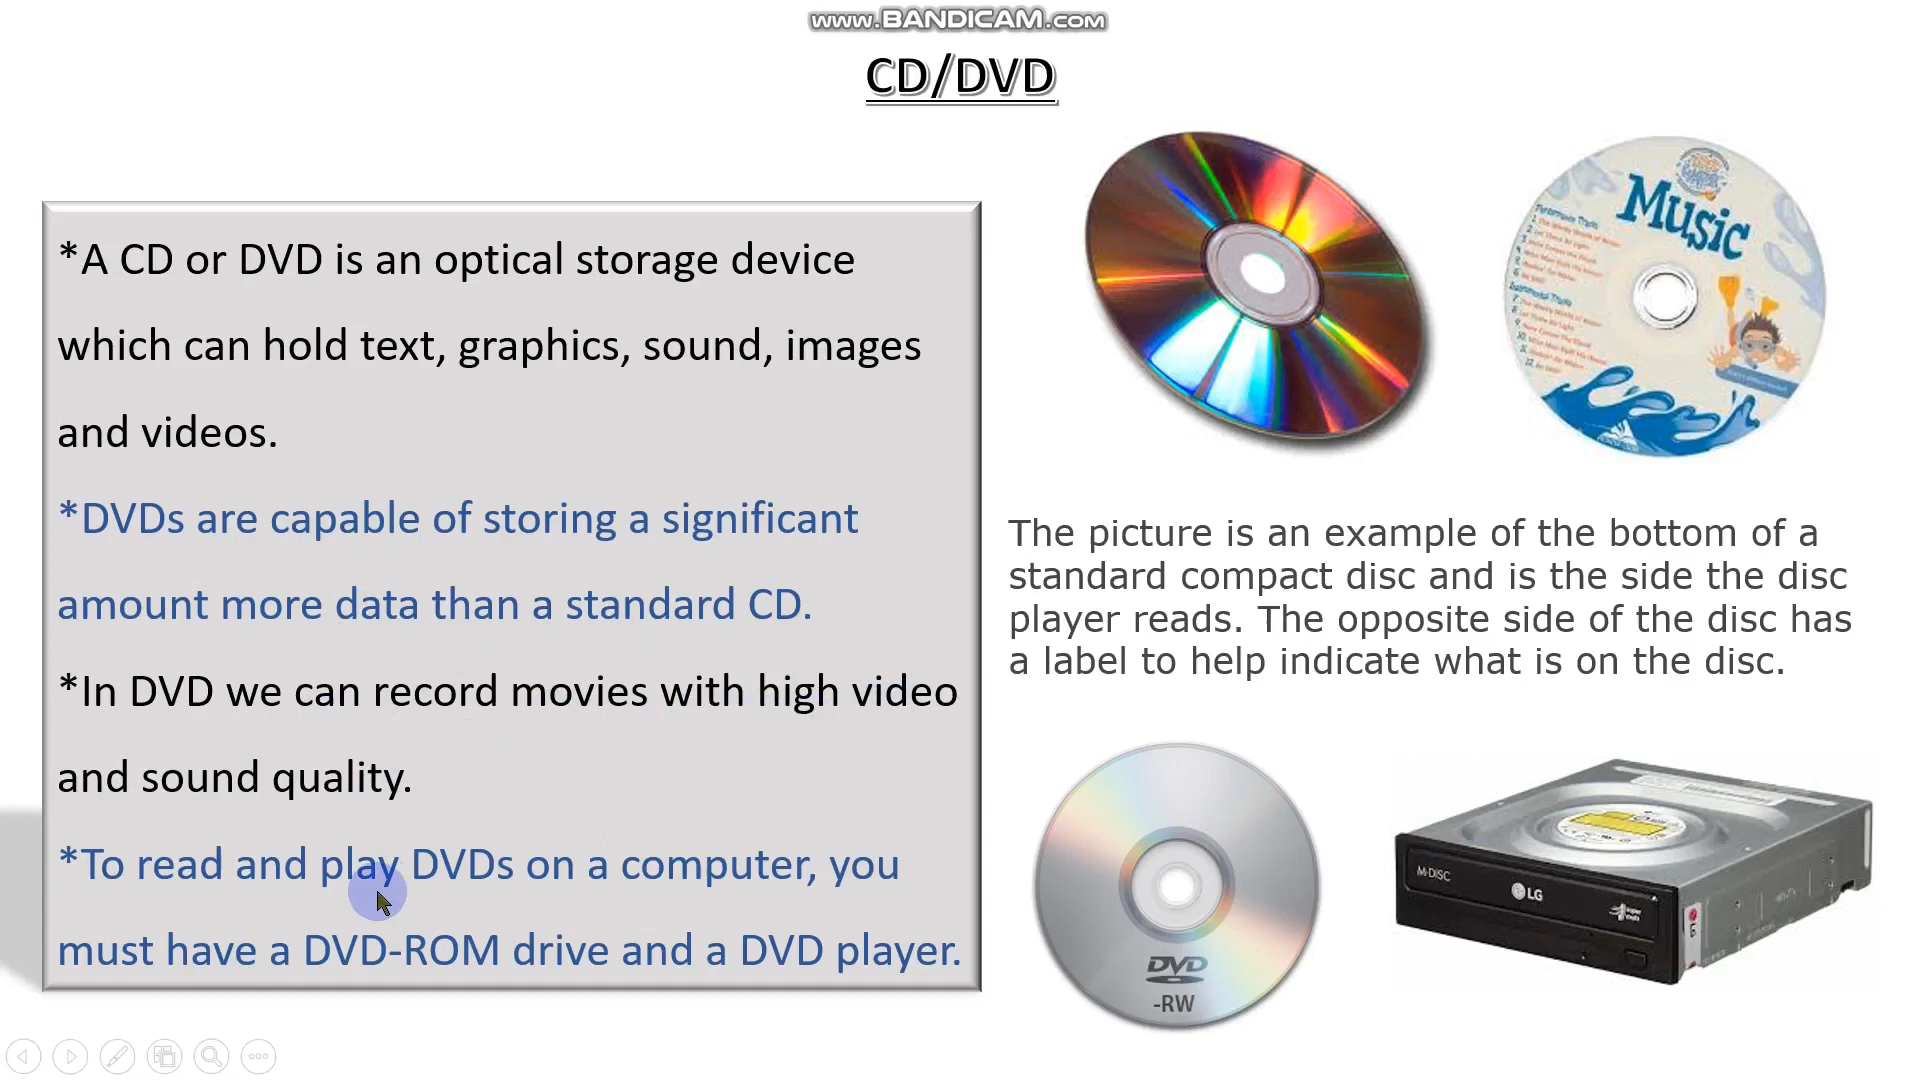 www.BANDICAM.com
CD/DVD
*A CD or DVD is an optical storage device
which can hold text, graphics, sound, images
and videos.
*DVDs are capable of storing a significant
amount more data than a standard CD.
*In DVD we can record movies with high video
and sound quality.
*To read and play DVDs on a computer, you
must have a DVD-ROM drive and a DVD player.
Music
The picture is an example of the bottom of a
standard compact disc and is the side the disc
player reads. The opposite side of the disc has
a label to help indicate what is on the disc.
DVD
-RW
M-DISC
LG
LG